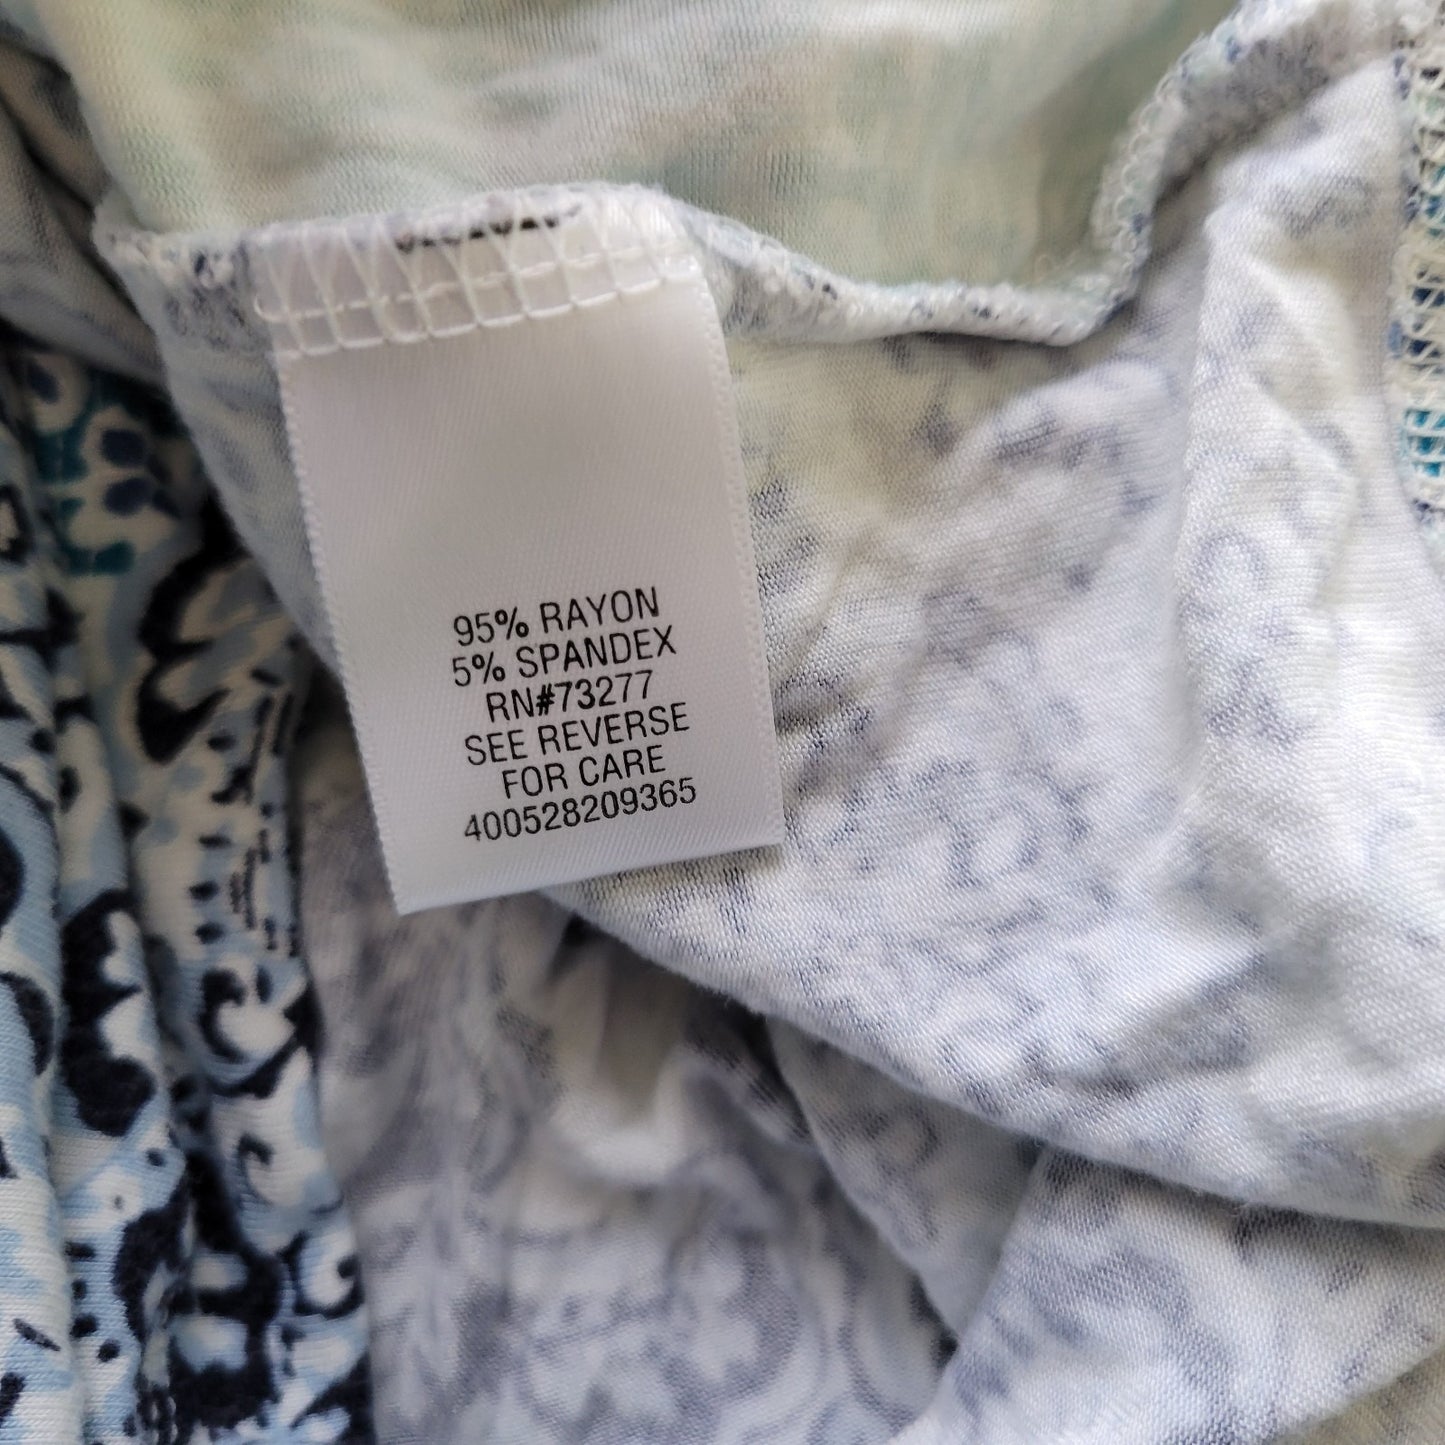 95% RAYON
5% SPANDEX
RN#73277
SEE REVERSE
FOR CARE
400528209365